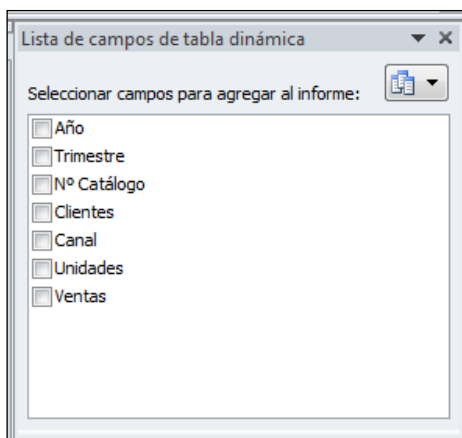 Lista de campos de tabla dinámica
Seleccionar campos para agregar al informe:
Año
Trimestre
Nº Catálogo
Clientes
Canal
Unidades
Ventas